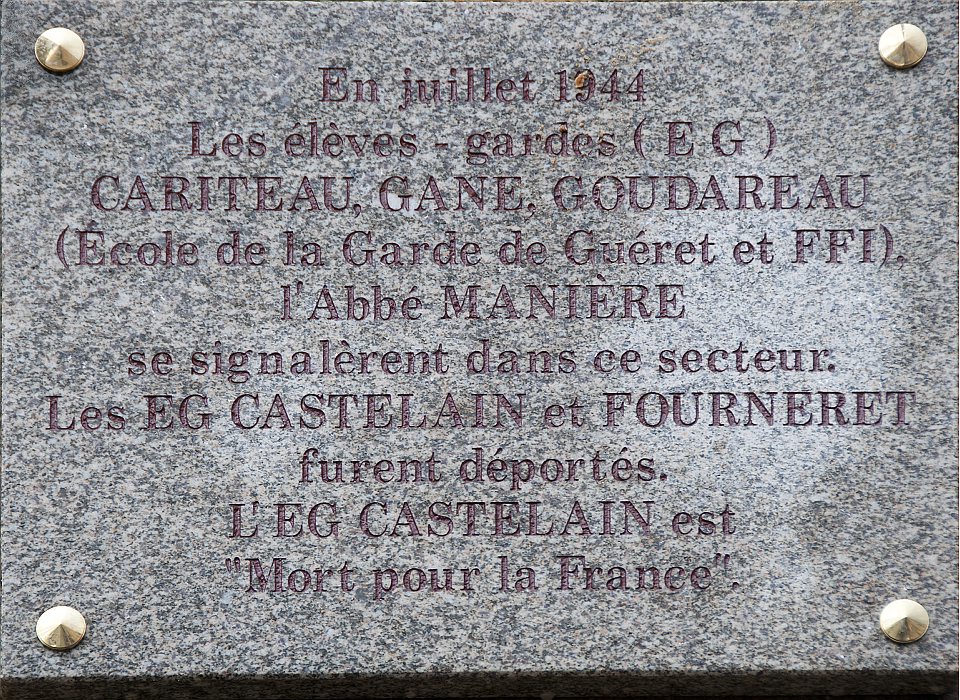 En juillet 1944
Les élèves - gardes ( E G )
CARITEAU, GANE, GOUDAREAU
(École de la Garde de Guéret et FFI),
l'Abbé MANIÈRE
se signalèrent dans ce secteur.
Les EG CASTELAIN et FOURNERET
furent déportés.
L'EG CASTELAIN est
"Mort pour la France".